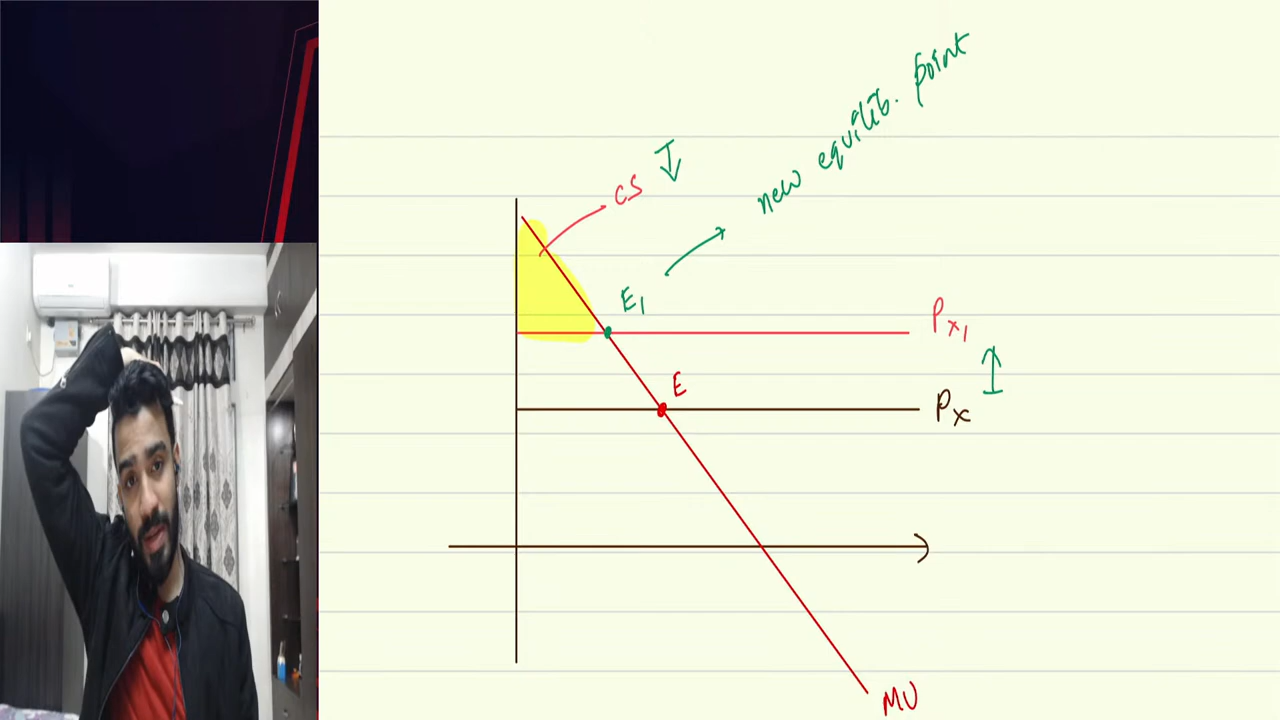 new equilib. point
CS ↓
E₁
Pₓ₁
E
Pₓ ↑
MU